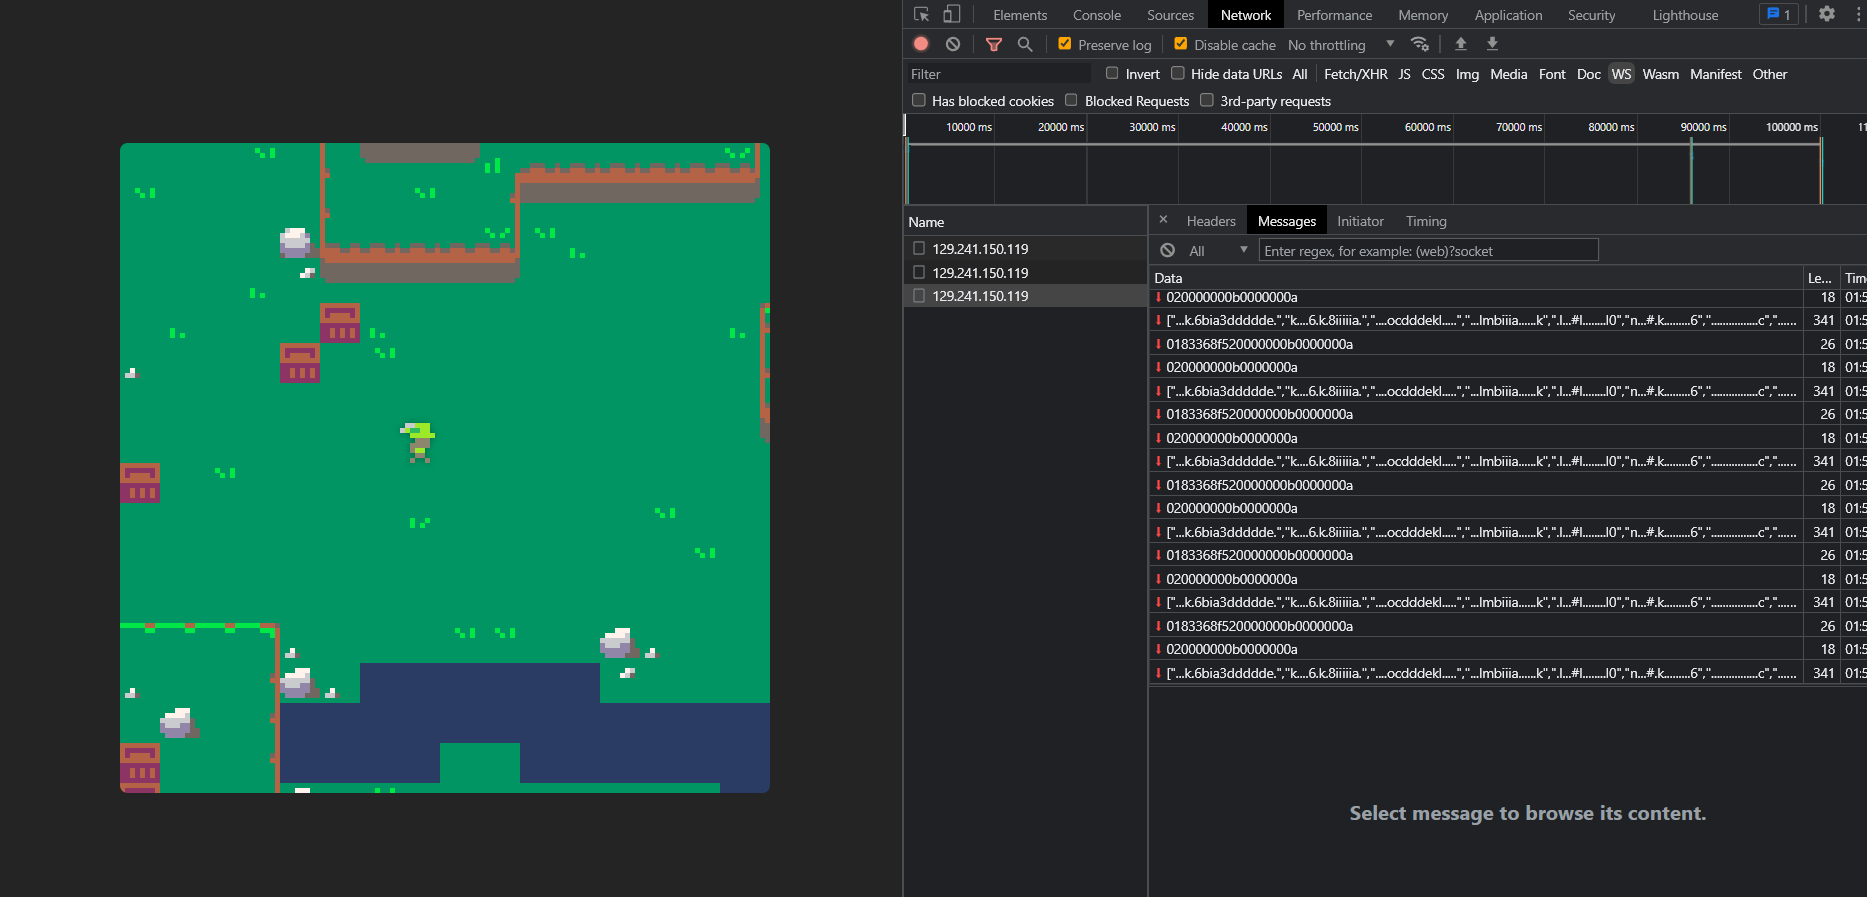 Elements Console Sources Network Performance Memory Application Security Lighthouse 1
Preserve log Disable cache No throttling
Filter Invert Hide data URLs All Fetch/XHR JS CSS Img Media Font Doc WS Wasm Manifest Other
Has blocked cookies Blocked Requests 3rd-party requests
10000 ms 20000 ms 30000 ms 40000 ms 50000 ms 60000 ms 70000 ms 80000 ms 90000 ms 100000 ms 11
Name
129.241.150.119
129.241.150.119
129.241.150.119
× Headers Messages Initiator Timing
All Enter regex, for example: (web)?socket
Data Le... Tim
020000000b0000000a 18 01:5
["...k.6bia3ddddde.","k....6.k.8iiiiia.","....ocdddekl.....","...lmbiiia......k",".l...#l........l0","n...#.k.........6","................c","...... 341 01:5
0183368f520000000b0000000a 26 01:5
020000000b0000000a 18 01:5
["...k.6bia3ddddde.","k....6.k.8iiiiia.","....ocdddekl.....","...lmbiiia......k",".l...#l........l0","n...#.k.........6","................c","...... 341 01:5
0183368f520000000b0000000a 26 01:5
020000000b0000000a 18 01:5
["...k.6bia3ddddde.","k....6.k.8iiiiia.","....ocdddekl.....","...lmbiiia......k",".l...#l........l0","n...#.k.........6","................c","...... 341 01:5
0183368f520000000b0000000a 26 01:5
020000000b0000000a 18 01:5
["...k.6bia3ddddde.","k....6.k.8iiiiia.","....ocdddekl.....","...lmbiiia......k",".l...#l........l0","n...#.k.........6","................c","...... 341 01:5
0183368f520000000b0000000a 26 01:5
020000000b0000000a 18 01:5
["...k.6bia3ddddde.","k....6.k.8iiiiia.","....ocdddekl.....","...lmbiiia......k",".l...#l........l0","n...#.k.........6","................c","...... 341 01:5
0183368f520000000b0000000a 26 01:5
020000000b0000000a 18 01:5
["...k.6bia3ddddde.","k....6.k.8iiiiia.","....ocdddekl.....","...lmbiiia......k",".l...#l........l0","n...#.k.........6","................c","...... 341 01:5
Select message to browse its content.